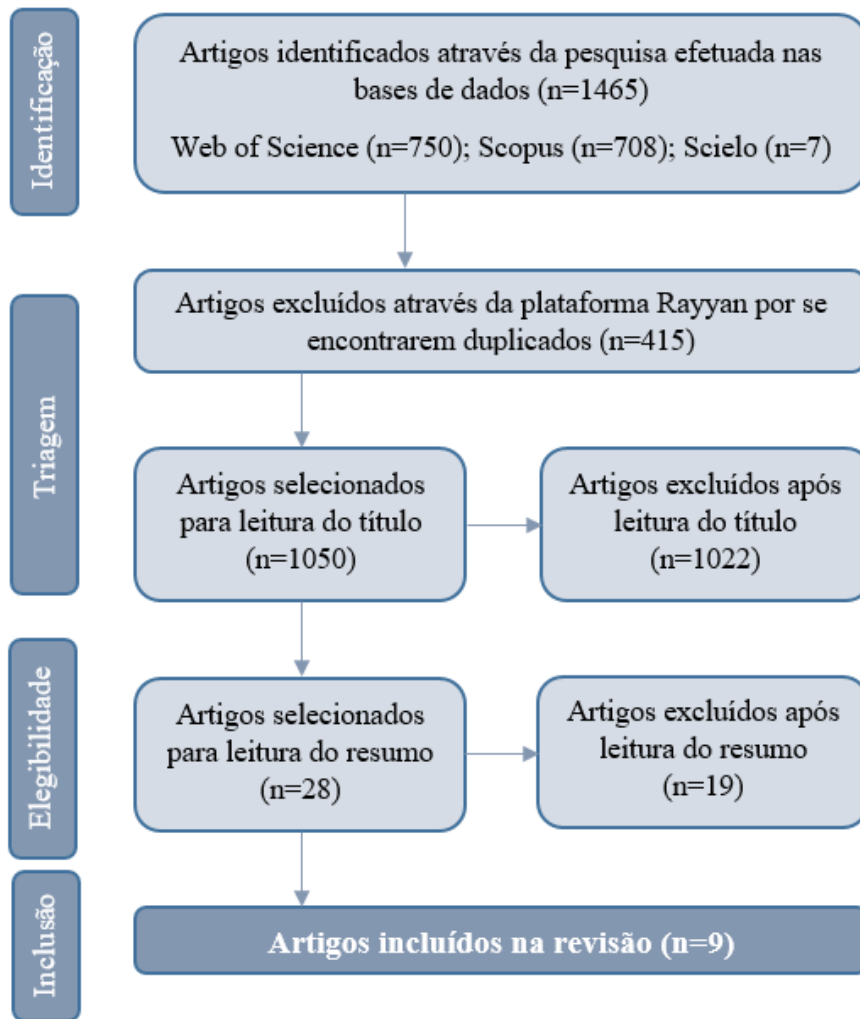 Identificação
Artigos identificados através da pesquisa efetuada nas
bases de dados (n=1465)
Web of Science (n=750); Scopus (n=708); Scielo (n=7)
Triagem
Artigos excluídos através da plataforma Rayyan por se
encontrarem duplicados (n=415)
Artigos selecionados
para leitura do título
(n=1050)
Artigos excluídos após
leitura do título
(n=1022)
Elegibilidade
Artigos selecionados
para leitura do resumo
(n=28)
Artigos excluídos após
leitura do resumo
(n=19)
Inclusão
Artigos incluídos na revisão (n=9)